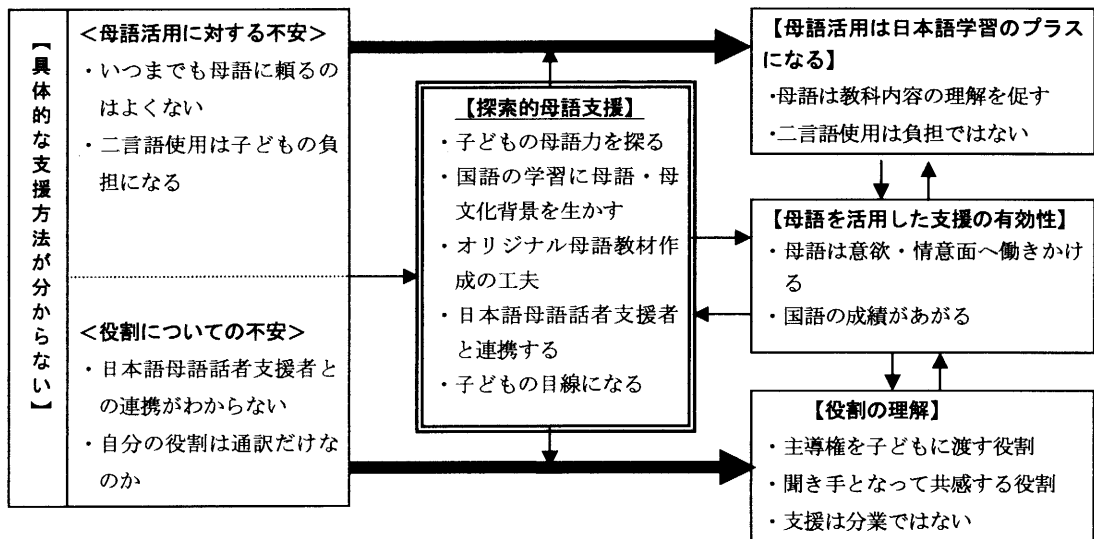 【具体的な支援方法が分からない】
＜母語活用に対する不安＞
・いつまでも母語に頼るの
はよくない
・二言語使用は子どもの負
担になる
＜役割についての不安＞
・日本語母語話者支援者と
の連携がわからない
・自分の役割は通訳だけな
のか
【探索的母語支援】
・子どもの母語力を探る
・国語の学習に母語・母
文化背景を生かす
・オリジナル母語教材作
成の工夫
・日本語母語話者支援者
と連携する
・子どもの目線になる
【母語活用は日本語学習のプラス
になる】
・母語は教科内容の理解を促す
・二言語使用は負担ではない
【母語を活用した支援の有効性】
・母語は意欲・情意面へ働きかけ
る
・国語の成績があがる
【役割の理解】
・主導権を子どもに渡す役割
・聞き手となって共感する役割
・支援は分業ではない